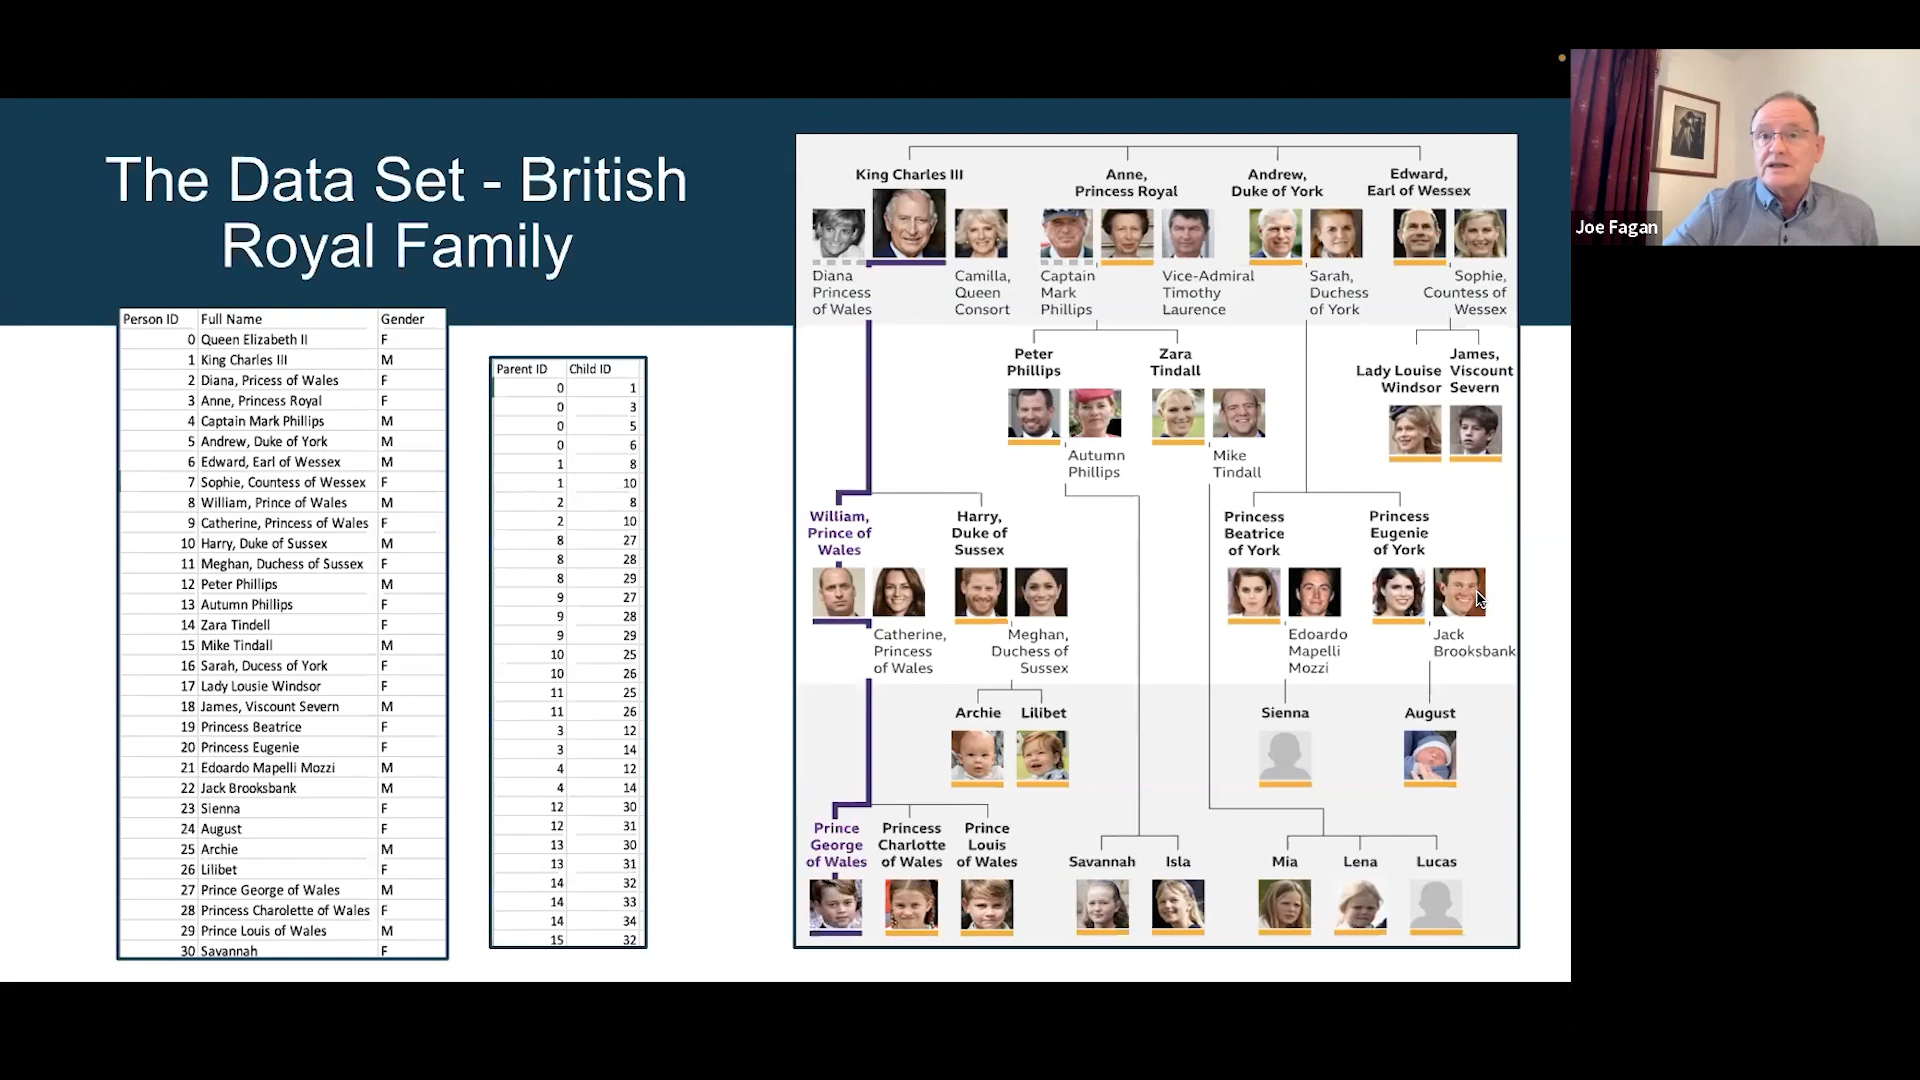 The Data Set - British
Royal Family
Person ID Full Name Gender
0 Queen Elizabeth II F
1 King Charles III M
2 Diana, Pricess of Wales F
3 Anne, Princess Royal F
4 Captain Mark Phillips M
5 Andrew, Duke of York M
6 Edward, Earl of Wessex M
7 Sophie, Countess of Wessex F
8 William, Prince of Wales M
9 Catherine, Princess of Wales F
10 Harry, Duke of Sussex M
11 Meghan, Duchess of Sussex F
12 Peter Phillips M
13 Autumn Phillips F
14 Zara Tindell F
15 Mike Tindall M
16 Sarah, Ducess of York F
17 Lady Lousie Windsor F
18 James, Viscount Severn M
19 Princess Beatrice F
20 Princess Eugenie F
21 Edoardo Mapelli Mozzi M
22 Jack Brooksbank M
23 Sienna F
24 August F
25 Archie M
26 Lilibet F
27 Prince George of Wales M
28 Princess Charolette of Wales F
29 Prince Louis of Wales M
30 Savannah F
Parent ID Child ID
0 1
0 3
0 5
0 6
1 8
1 10
2 8
2 10
8 27
8 28
8 29
9 27
9 28
9 29
10 25
10 26
11 25
11 26
3 12
3 14
4 12
4 14
12 30
12 31
13 30
13 31
14 32
14 33
14 34
15 32
King Charles III
Anne,
Princess Royal
Andrew,
Duke of York
Edward,
Earl of Wessex
Diana
Princess
of Wales
Camilla,
Queen
Consort
Captain
Mark
Phillips
Vice-Admiral
Timothy
Laurence
Sarah,
Duchess
of York
Sophie,
Countess of
Wessex
Peter
Phillips
Zara
Tindall
Lady Louise
Windsor
James,
Viscount
Severn
Autumn
Phillips
Mike
Tindall
William,
Prince of
Wales
Harry,
Duke of
Sussex
Princess
Beatrice
of York
Princess
Eugenie
of York
Catherine,
Princess
of Wales
Meghan,
Duchess of
Sussex
Edoardo
Mapelli
Mozzi
Jack
Brooksbank
Archie
Lilibet
Sienna
August
Prince
George
of Wales
Princess
Charlotte
of Wales
Prince
Louis
of Wales
Savannah
Isla
Mia
Lena
Lucas
Joe Fagan